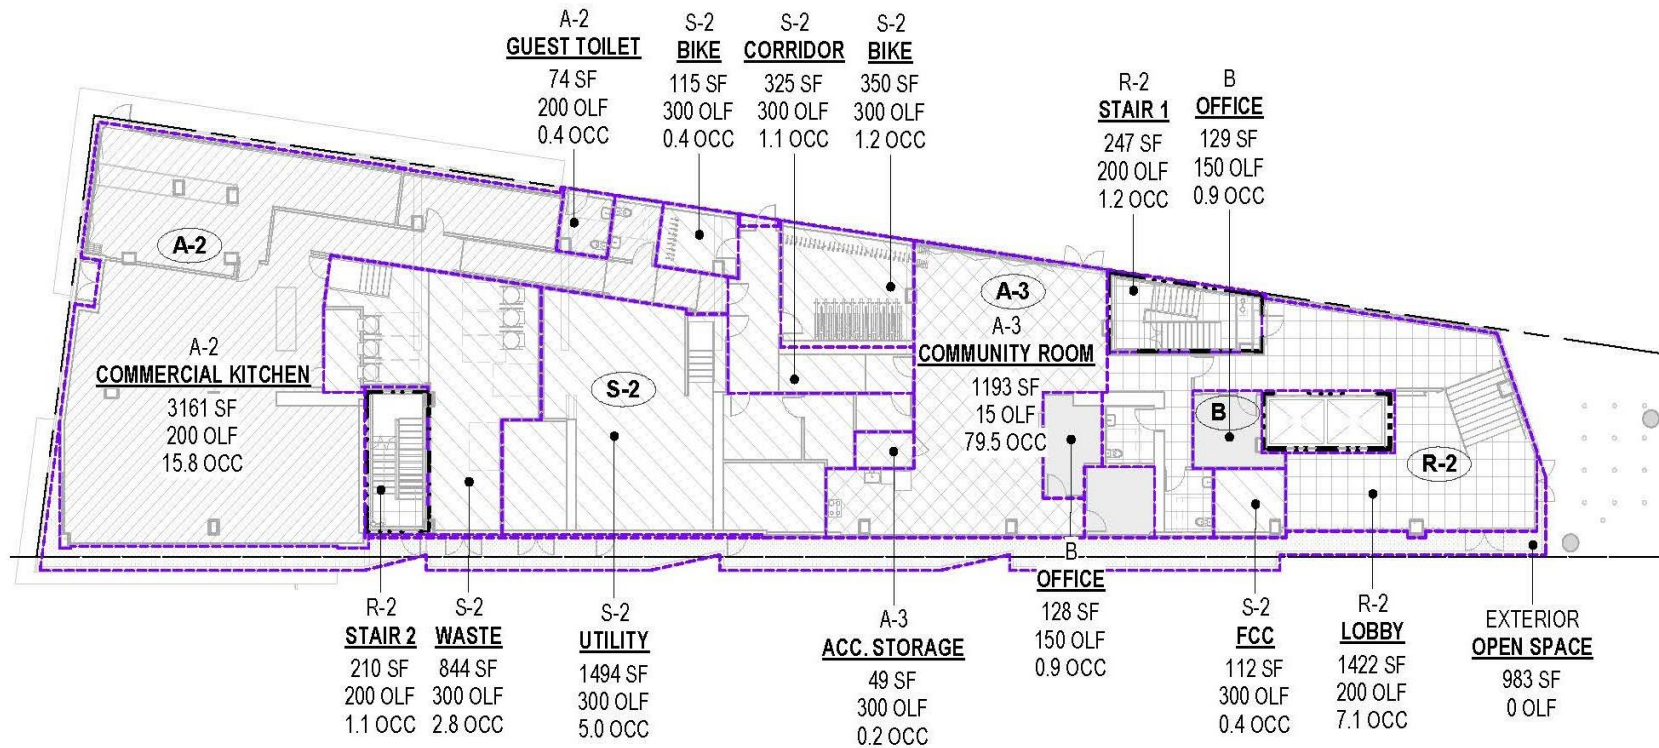 A-2
GUEST TOILET
74 SF
200 OLF
0.4 OCC
S-2
BIKE
115 SF
300 OLF
0.4 OCC
S-2
CORRIDOR
325 SF
300 OLF
1.1 OCC
S-2
BIKE
350 SF
300 OLF
1.2 OCC
R-2
STAIR 1
247 SF
200 OLF
1.2 OCC
B
OFFICE
129 SF
150 OLF
0.9 OCC
A-2
A-2
COMMERCIAL KITCHEN
3161 SF
200 OLF
15.8 OCC
S-2
A-3
A-3
COMMUNITY ROOM
1193 SF
15 OLF
79.5 OCC
B
R-2
R-2
STAIR 2
210 SF
200 OLF
1.1 OCC
S-2
WASTE
844 SF
300 OLF
2.8 OCC
S-2
UTILITY
1494 SF
300 OLF
5.0 OCC
A-3
ACC. STORAGE
49 SF
300 OLF
0.2 OCC
B
OFFICE
128 SF
150 OLF
0.9 OCC
S-2
FCC
112 SF
300 OLF
0.4 OCC
R-2
LOBBY
1422 SF
200 OLF
7.1 OCC
EXTERIOR
OPEN SPACE
983 SF
0 OLF